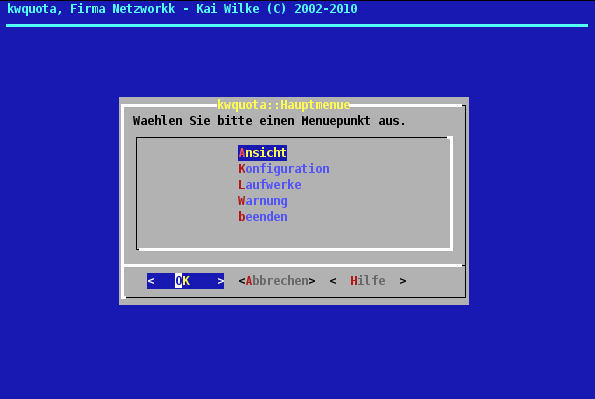 kwquota, Firma Netzworkk - Kai Wilke (C) 2002-2010
kwquota::Hauptmenue
Waehlen Sie bitte einen Menuepunkt aus.
Ansicht
Konfiguration
Laufwerke
Warnung
beenden
< OK > <Abbrechen> < Hilfe >